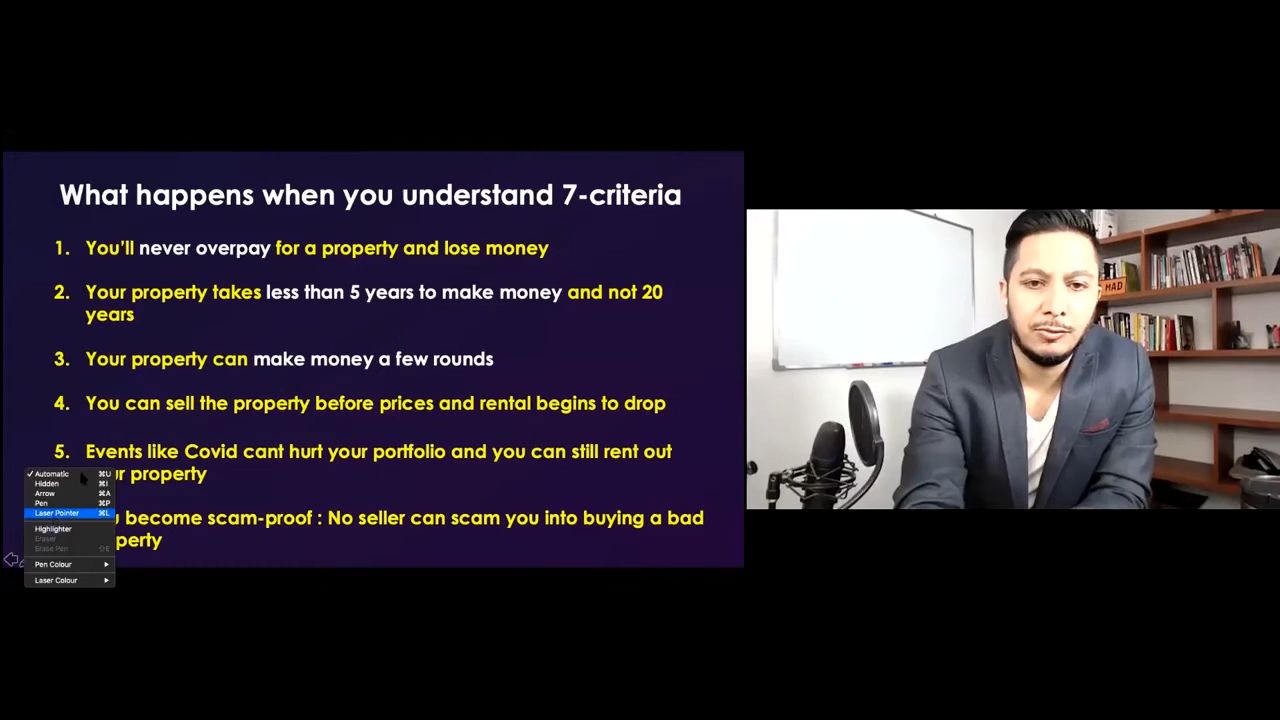 What happens when you understand 7-criteria
1. You'll never overpay for a property and lose money
2. Your property takes less than 5 years to make money and not 20
years
3. Your property can make money a few rounds
4. You can sell the property before prices and rental begins to drop
5. Events like Covid cant hurt your portfolio and you can still rent out
property
become scam-proof : No seller can scam you into buying a bad
✓ Automatic ⌘U
Hidden ⌘I
Arrow ⌘A
Pen ⌘P
Laser Pointer ⌘L
Highlighter
Eraser
Erase Pen ⇧E
Pen Colour
Laser Colour
MAD